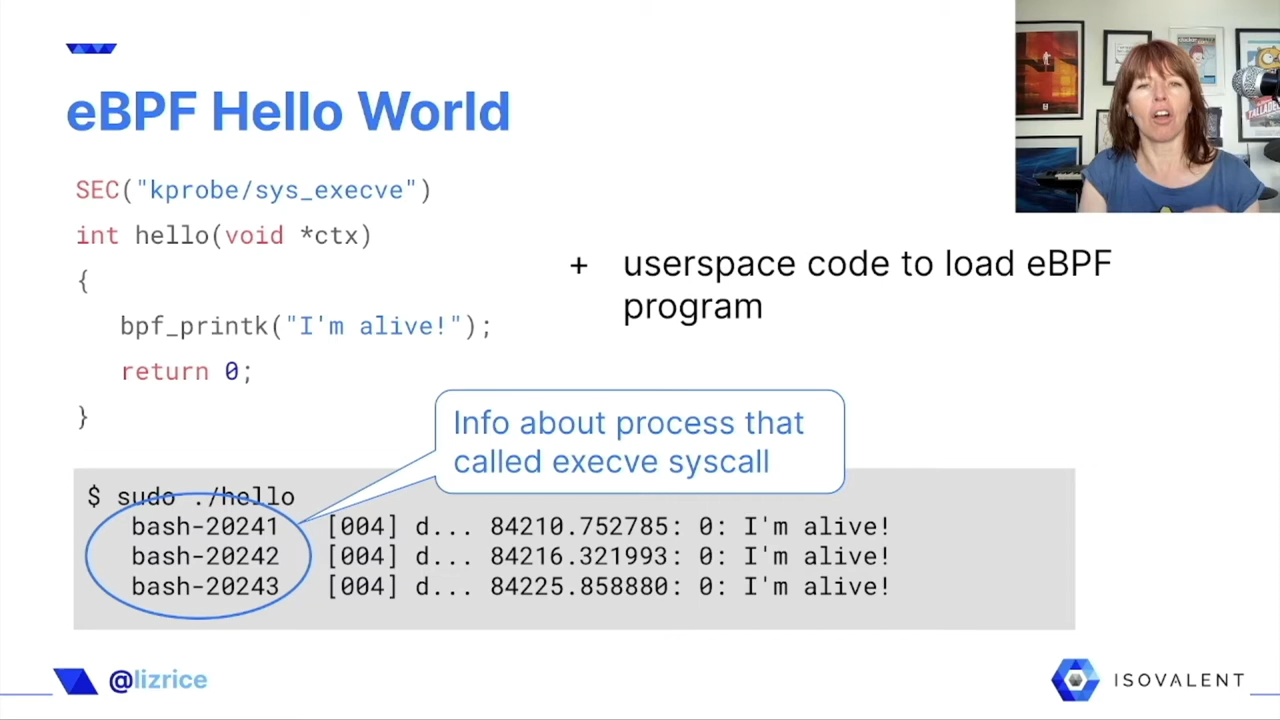 eBPF Hello World
SEC("kprobe/sys_execve")
int hello(void *ctx)
{
bpf_printk("I'm alive!");
return 0;
}
+ userspace code to load eBPF
program
Info about process that
called execve syscall
$ sudo ./hello
bash-20241 [004] d... 84210.752785: 0: I'm alive!
bash-20242 [004] d... 84216.321993: 0: I'm alive!
bash-20243 [004] d... 84225.858880: 0: I'm alive!
@lizrice
ISOVALENT